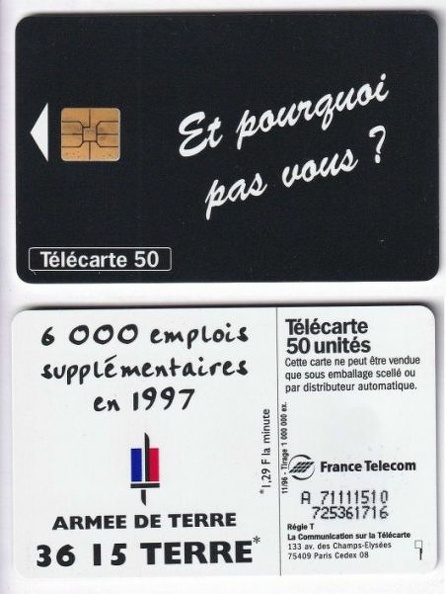 Et pourquoi
pas vous ?
Télécarte 50
6 000 emplois
supplémentaires
en 1997
ARMEE DE TERRE
36 15 TERRE*
*1,29 F la minute
Télécarte
50 unités
Cette carte ne peut être vendue
que sous emballage scellé ou
par distributeur automatique.
11/96 - Tirage 1 000 000 ex.
France Telecom
A 71111510
725361716
Régie T
La Communication sur la Télécarte
133 av. des Champs-Elysées
75409 Paris Cedex 08